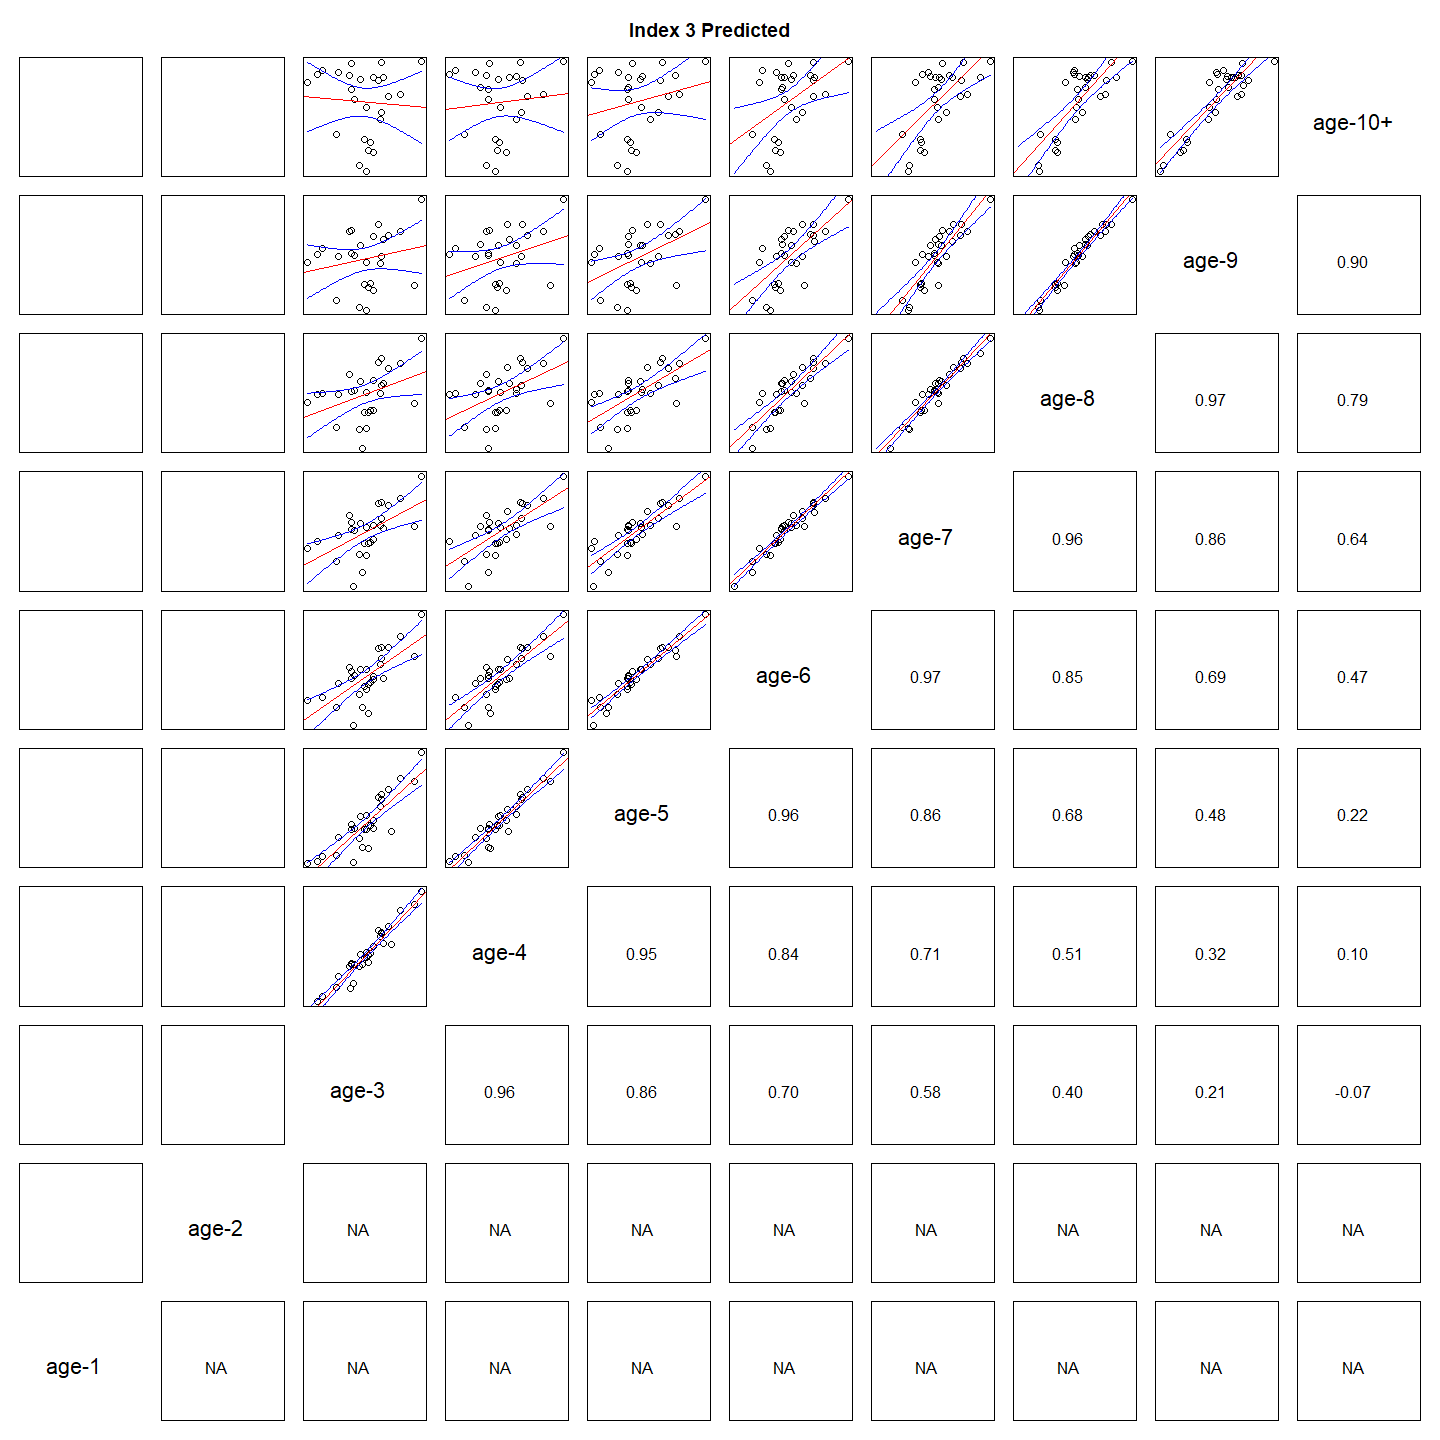 Index 3 Predicted
age-10+
age-9
0.90
age-8
0.97
0.79
age-7
0.96
0.86
0.64
age-6
0.97
0.85
0.69
0.47
age-5
0.96
0.86
0.68
0.48
0.22
age-4
0.95
0.84
0.71
0.51
0.32
0.10
age-3
0.96
0.86
0.70
0.58
0.40
0.21
-0.07
age-2
NA
NA
NA
NA
NA
NA
NA
NA
age-1
NA
NA
NA
NA
NA
NA
NA
NA
NA